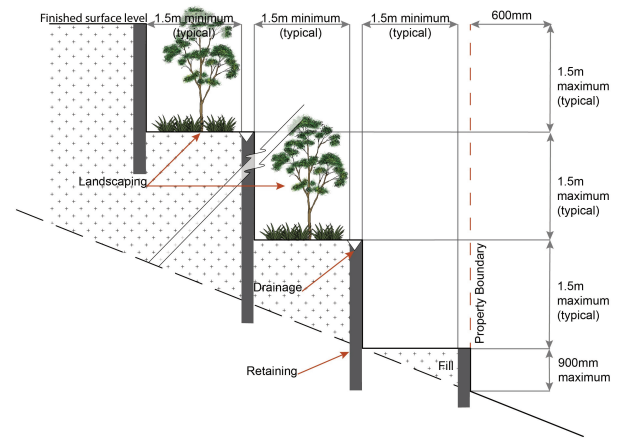 Finished surface level
1.5m minimum
(typical)
1.5m minimum
(typical)
1.5m minimum
(typical)
600mm
1.5m
maximum
(typical)
Landscaping
1.5m
maximum
(typical)
Drainage
Property Boundary
1.5m
maximum
(typical)
Retaining
Fill
900mm
maximum